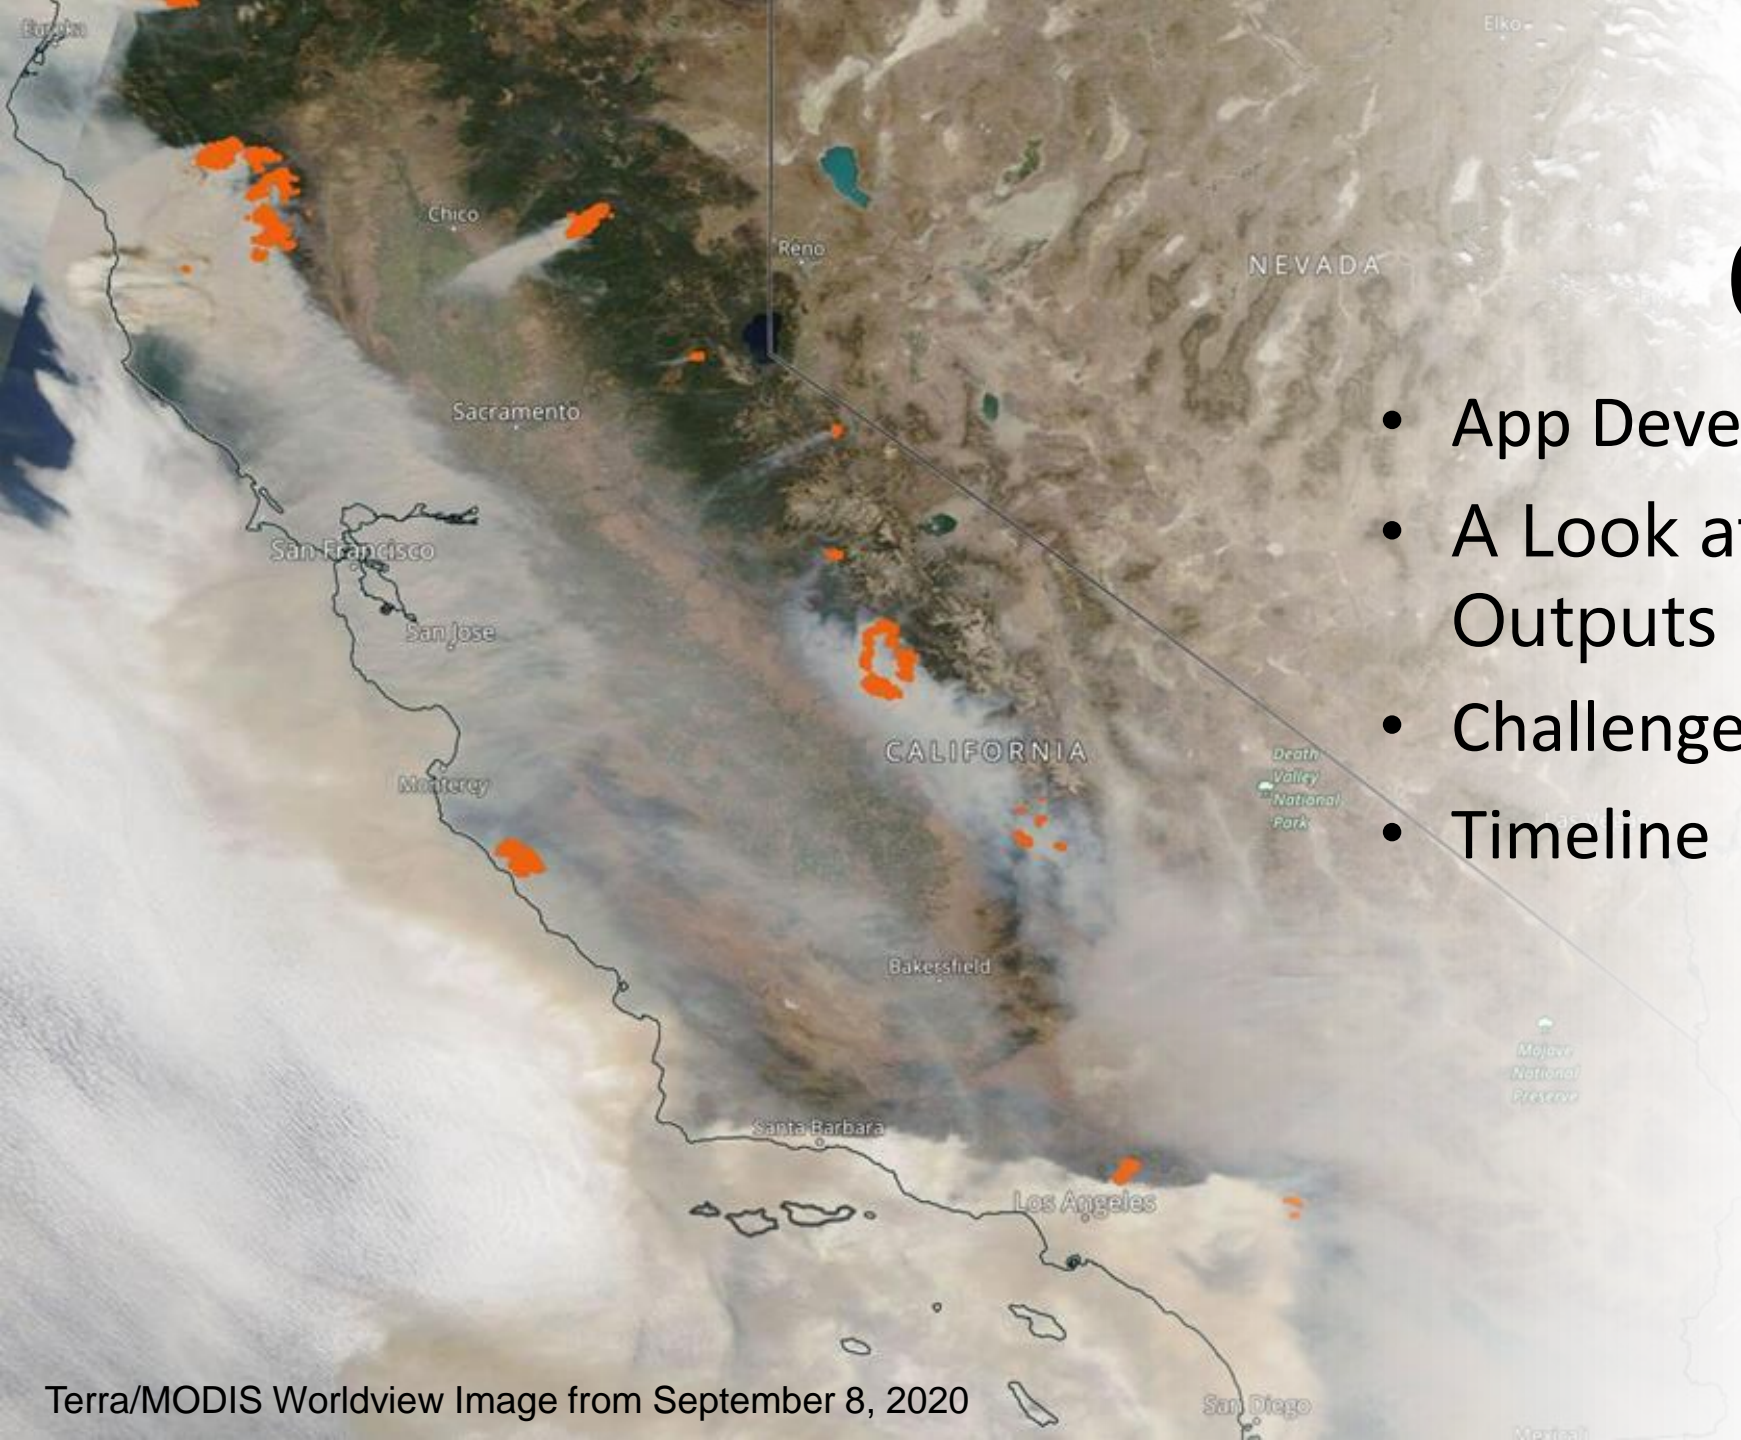 Eureka
Elko
Chico
Reno
NEVADA
Sacramento
San Francisco
San Jose
CALIFORNIA
Monterey
Death
Valley
National
Park
Bakersfield
Mojave
National
Preserve
Santa Barbara
Los Angeles
San Diego
Mexicali
• App Deve
• A Look at
Outputs
• Challenge
• Timeline
Terra/MODIS Worldview Image from September 8, 2020